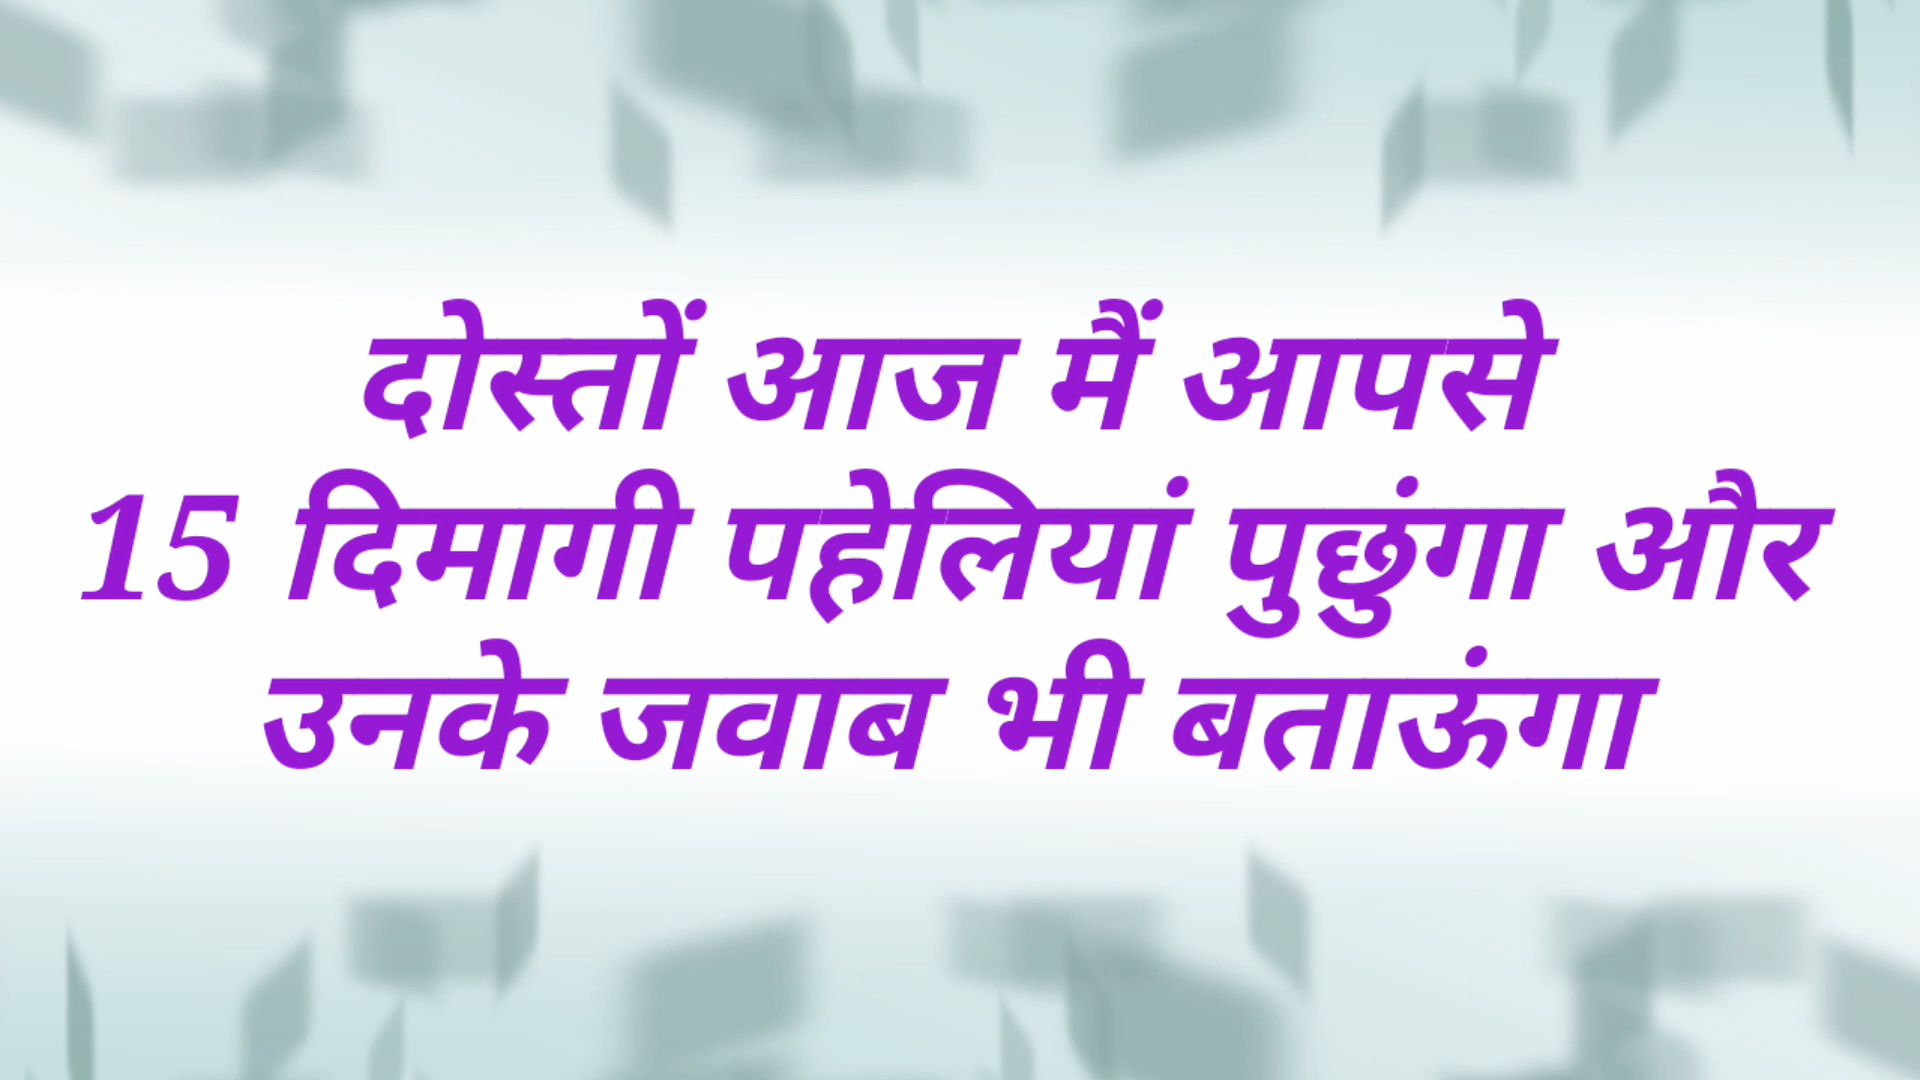 दोस्तों आज मैं आपसे
15 दिमागी पहेलियां पुछुंगा और
उनके जवाब भी बताऊंगा